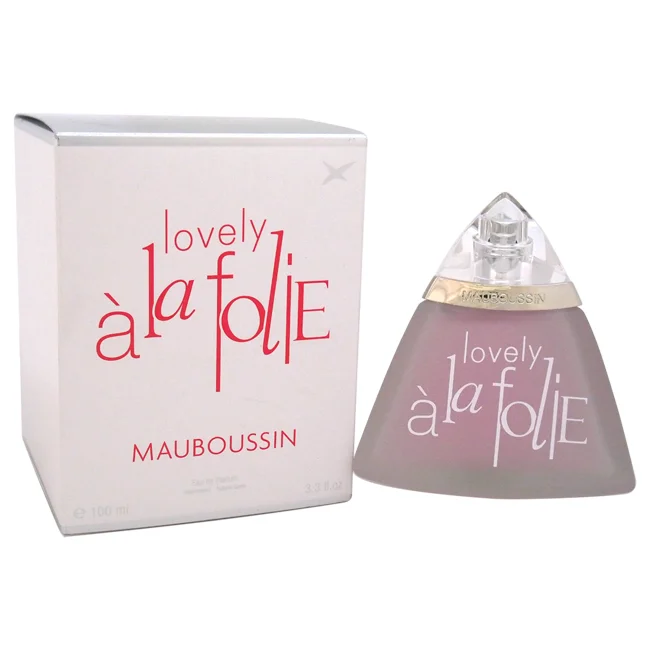 lovely
à la folie
MAUBOUSSIN
Eau de Parfum
℮ 100 ml 3.3 fl.oz
MAUBOUSSIN
lovely
à la folie